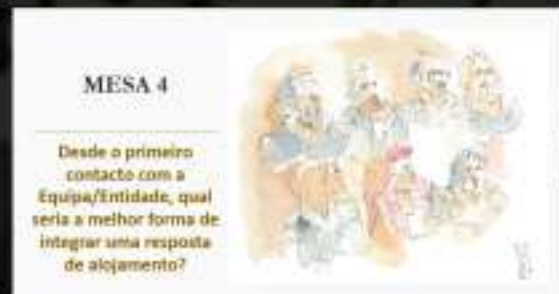 MESA 4
Desde o primeiro
contacto com a
Equipa/Entidade, qual
seria a melhor forma de
integrar uma resposta
de alojamento?